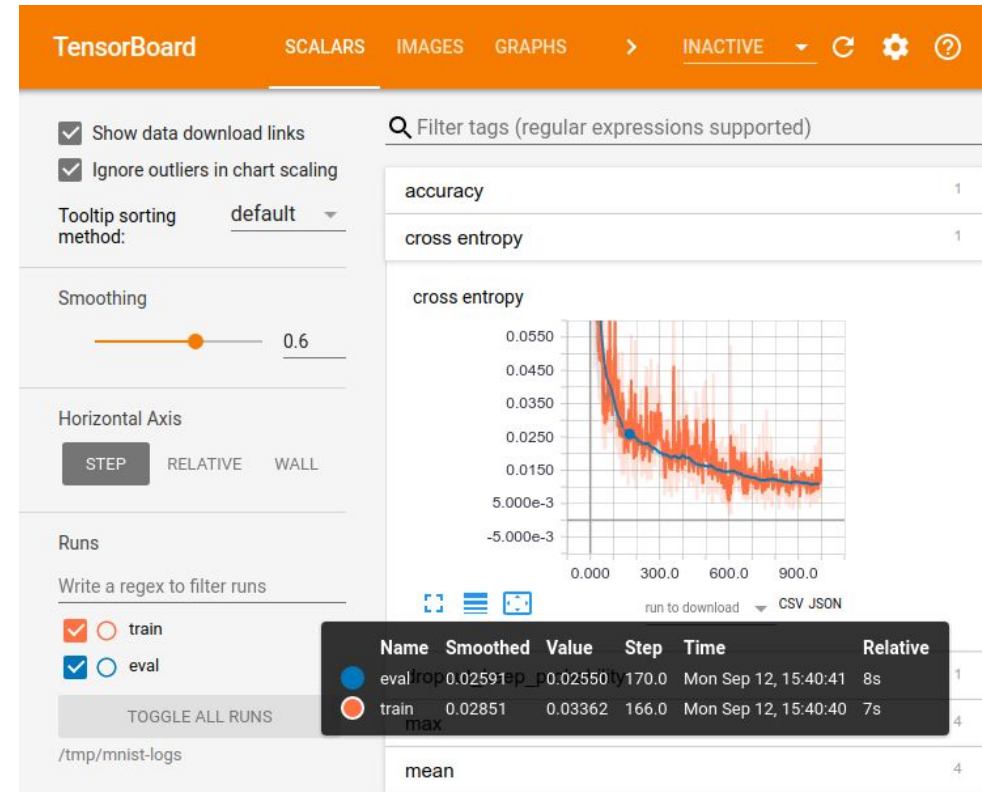 TensorBoard SCALARS IMAGES GRAPHS INACTIVE
Show data download links
Ignore outliers in chart scaling
Tooltip sorting method: default
Smoothing
0.6
Horizontal Axis
STEP RELATIVE WALL
Runs
Write a regex to filter runs
train
eval
TOGGLE ALL RUNS
/tmp/mnist-logs
Filter tags (regular expressions supported)
accuracy 1
cross entropy 1
cross entropy
0.0550
0.0450
0.0350
0.0250
0.0150
5.000e-3
-5.000e-3
0.000 300.0 600.0 900.0
run to download CSV JSON
Name Smoothed Value Step Time Relative
eval 0.02591 0.02550 170.0 Mon Sep 12, 15:40:41 8s
train 0.02851 0.03362 166.0 Mon Sep 12, 15:40:40 7s
1
max 4
mean 4